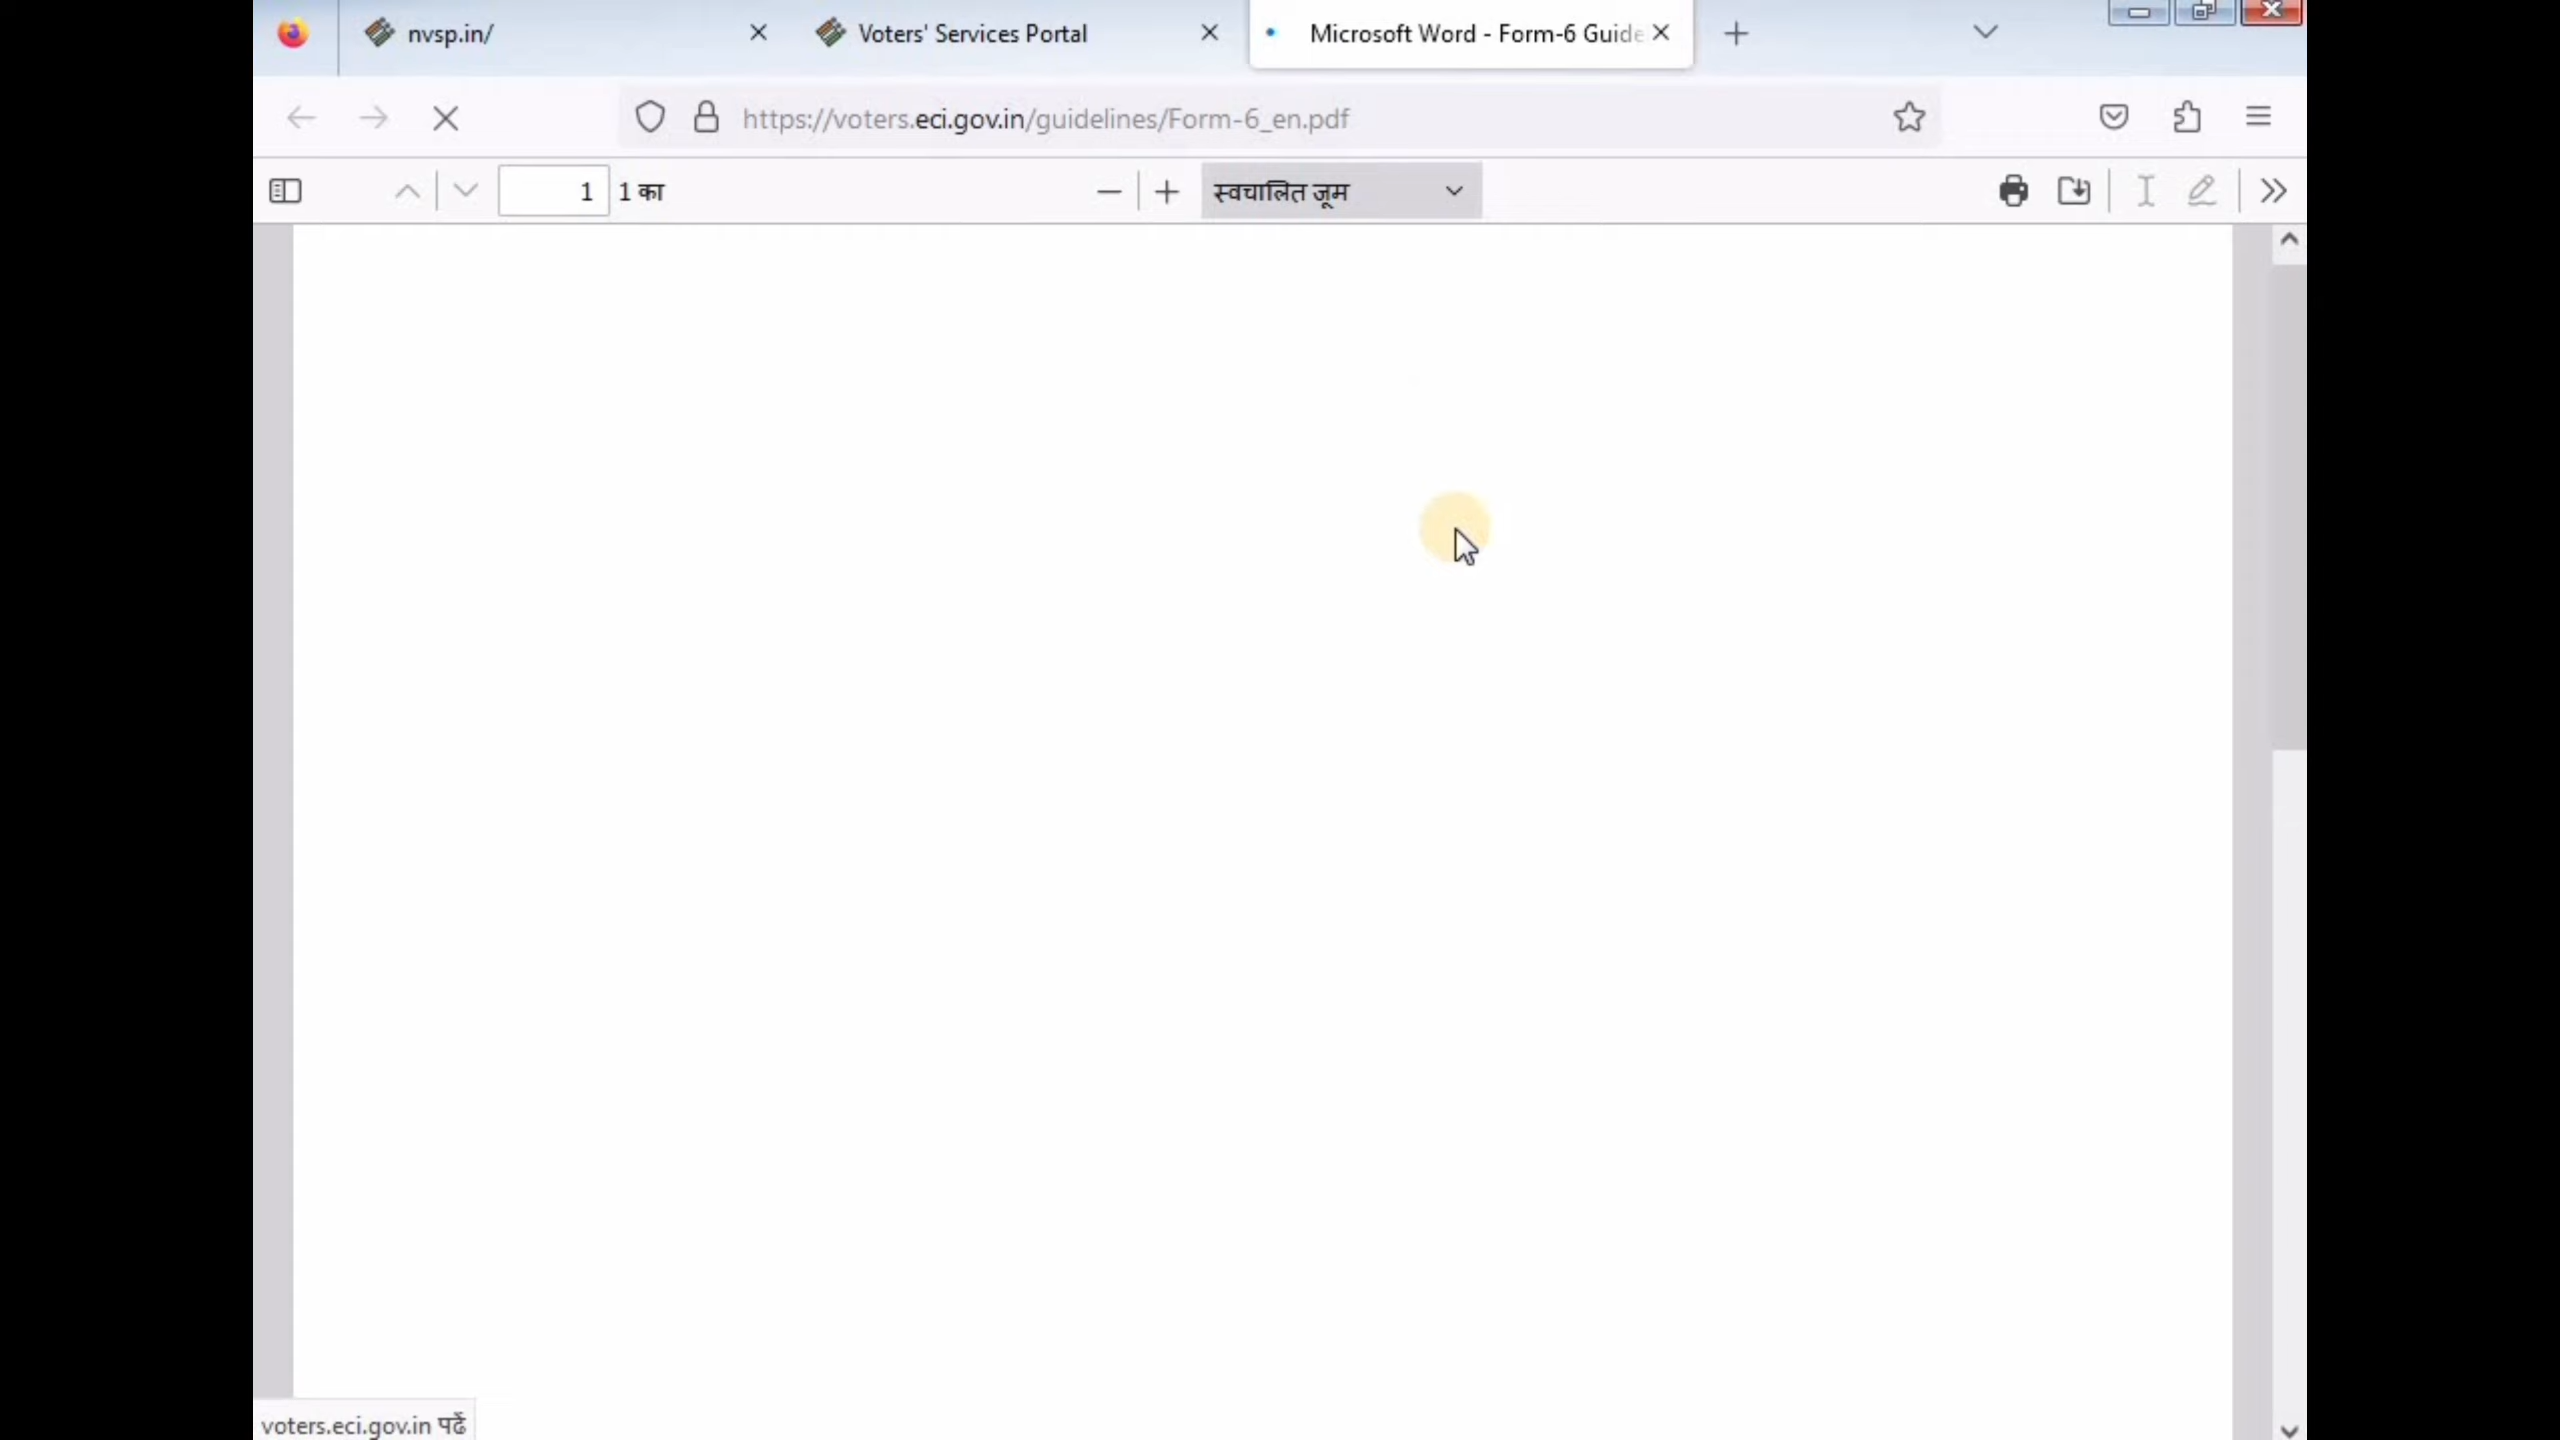 nvsp.in/
Voters' Services Portal
Microsoft Word - Form-6 Guide
https://voters.eci.gov.in/guidelines/Form-6_en.pdf
1 1 का
स्वचालित ज़ूम
voters.eci.gov.in पढ़ें